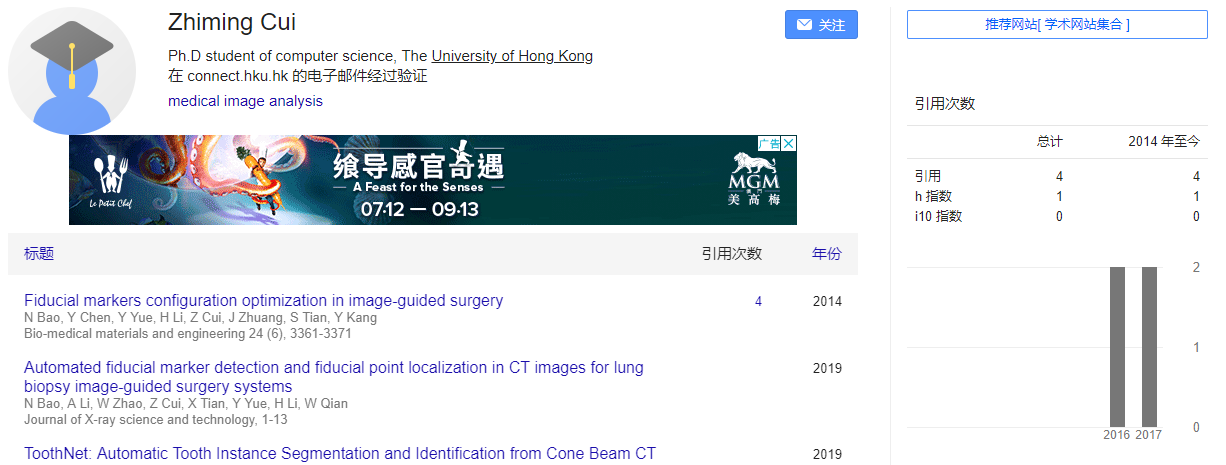 Zhiming Cui
关注
Ph.D student of computer science, The University of Hong Kong
在 connect.hku.hk 的电子邮件经过验证
medical image analysis
Le Petit Chef
飨导感官奇遇
A Feast for the Senses
07.12 — 09.13
广告
MGM
澳門
美高梅
标题 引用次数 年份
Fiducial markers configuration optimization in image-guided surgery 4 2014
N Bao, Y Chen, Y Yue, H Li, Z Cui, J Zhuang, S Tian, Y Kang
Bio-medical materials and engineering 24 (6), 3361-3371
Automated fiducial marker detection and fiducial point localization in CT images for lung 2019
biopsy image-guided surgery systems
N Bao, A Li, W Zhao, Z Cui, X Tian, Y Yue, H Li, W Qian
Journal of X-ray science and technology, 1-13
ToothNet: Automatic Tooth Instance Segmentation and Identification from Cone Beam CT 2019
推荐网站[ 学术网站集合 ]
引用次数
总计 2014 年至今
引用 4 4
h 指数 1 1
i10 指数 0 0
2
1
0
2016 2017